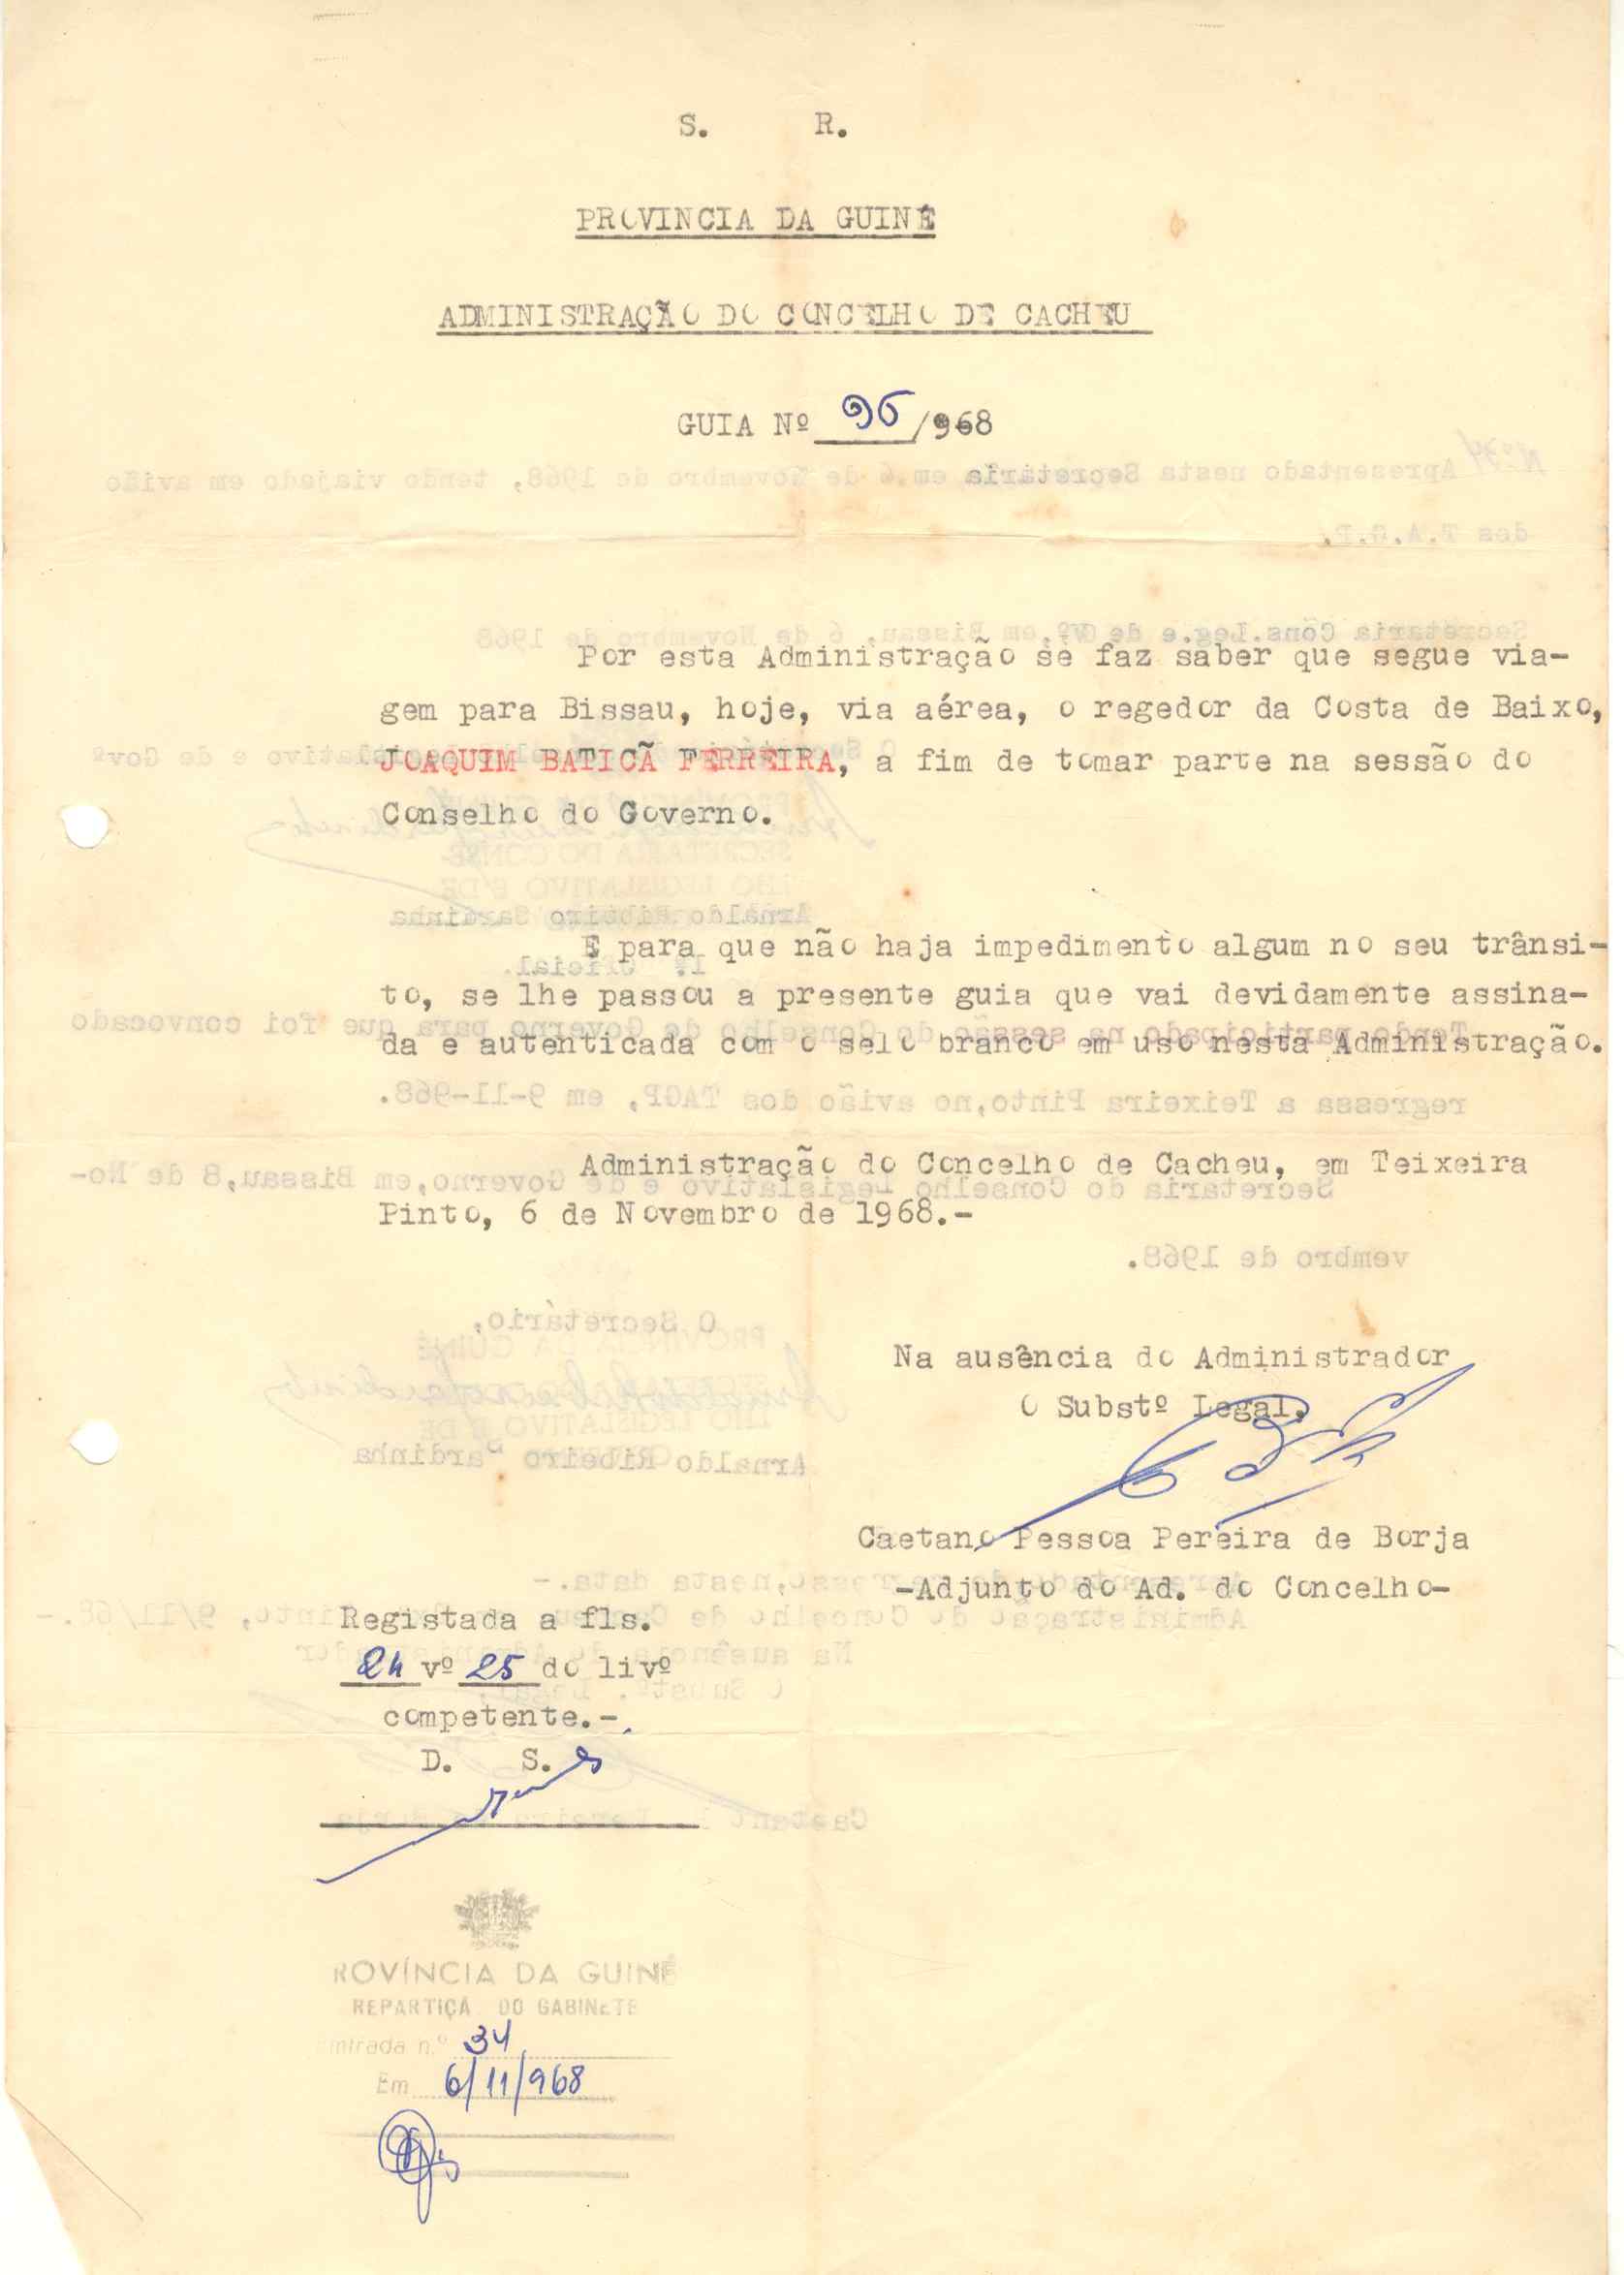 S. R.
PROVINCIA DA GUINÉ
ADMINISTRAÇÃO DO CONCELHO DE CACHEU
GUIA Nº 96/968
Por esta Administração se faz saber que segue via-
gem para Bissau, hoje, via aérea, o regedor da Costa de Baixo,
JOAQUIM BATICÃ FERREIRA, a fim de tomar parte na sessão do
Conselho do Governo.
E para que não haja impedimento algum no seu trânsi-
to, se lhe passou a presente guia que vai devidamente assina-
da e autenticada com o selo branco em uso nesta Administração.
Administração do Concelho de Cacheu, em Teixeira
Pinto, 6 de Novembro de 1968.-
Na ausência do Administrador
O Substº Legal,
Caetano Pessoa Pereira de Borja
-Adjunto do Ad. do Concelho-
Registada a fls.
24 vº 25 do livº
competente.-
D. S.
ROVÍNCIA DA GUINÉ
REPARTIÇÃ DO GABINETE
ntrada n.º 34
Em 6/11/968